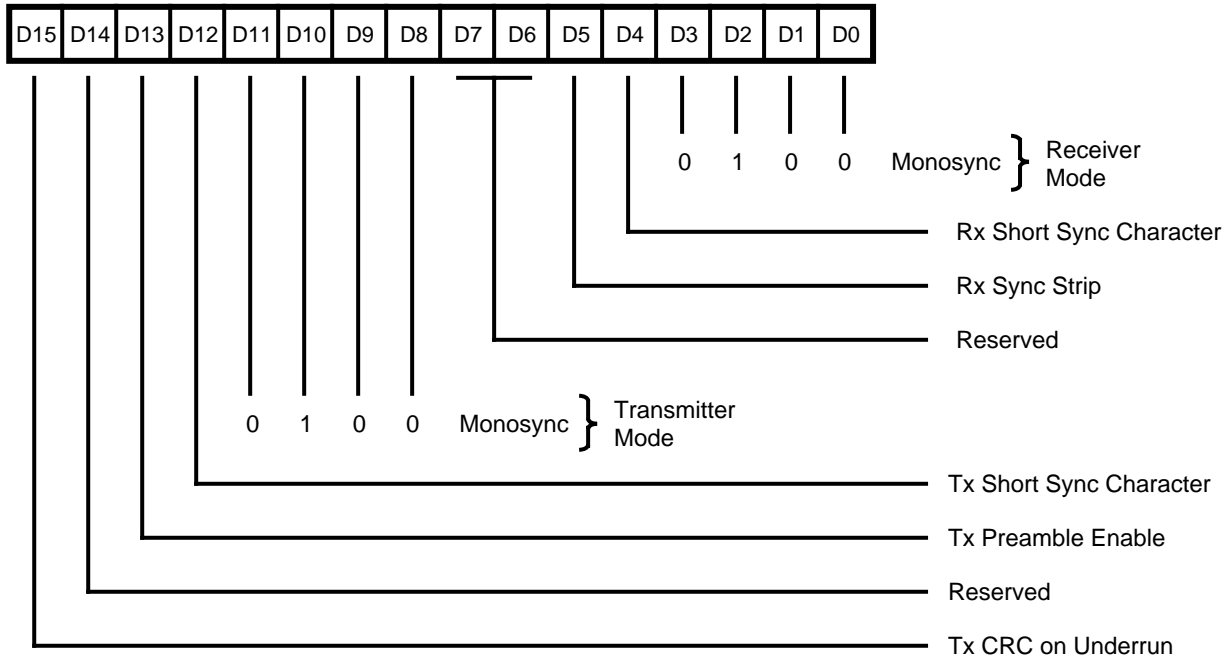 D15 D14 D13 D12 D11 D10 D9 D8 D7 D6 D5 D4 D3 D2 D1 D0
0 1 0 0 Monosync } Receiver
Mode
Rx Short Sync Character
Rx Sync Strip
Reserved
0 1 0 0 Monosync } Transmitter
Mode
Tx Short Sync Character
Tx Preamble Enable
Reserved
Tx CRC on Underrun